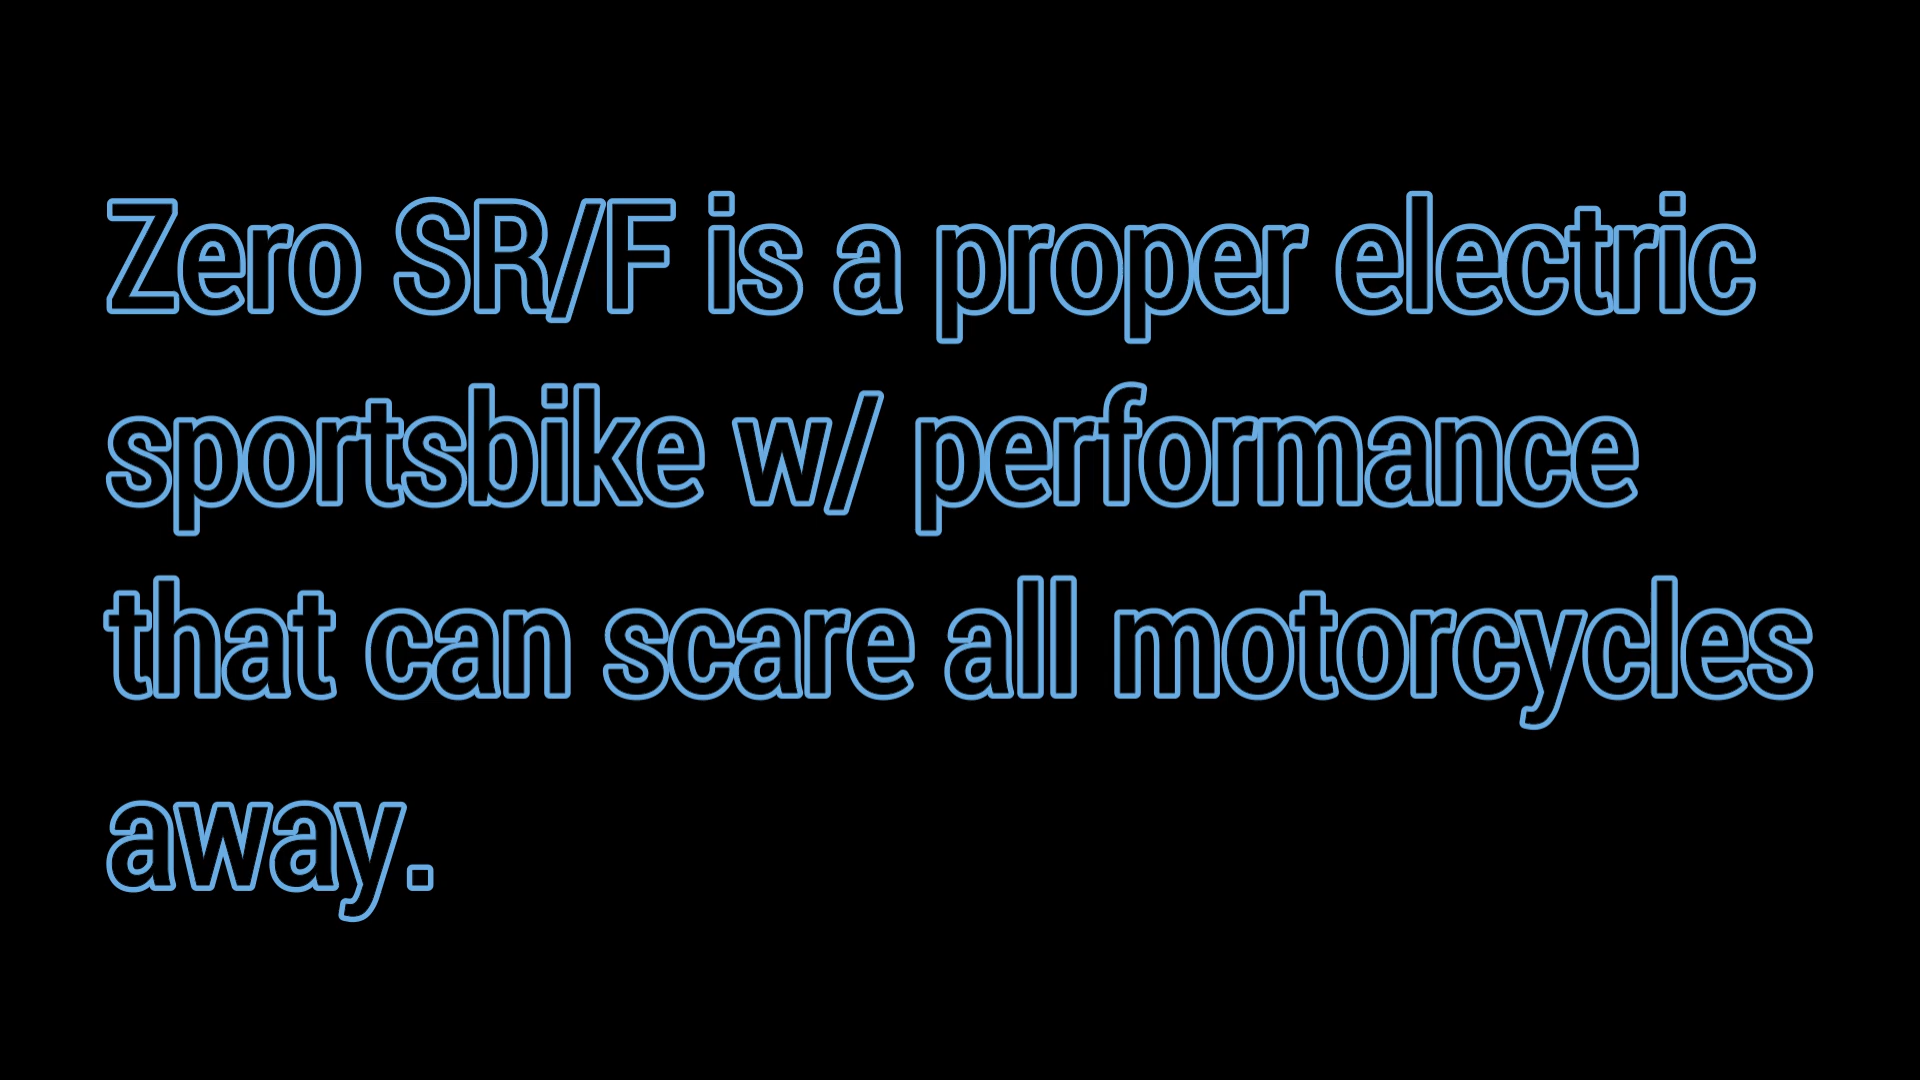 Zero SR/F is a proper electric
sportsbike w/ performance
that can scare all motorcycles
away.